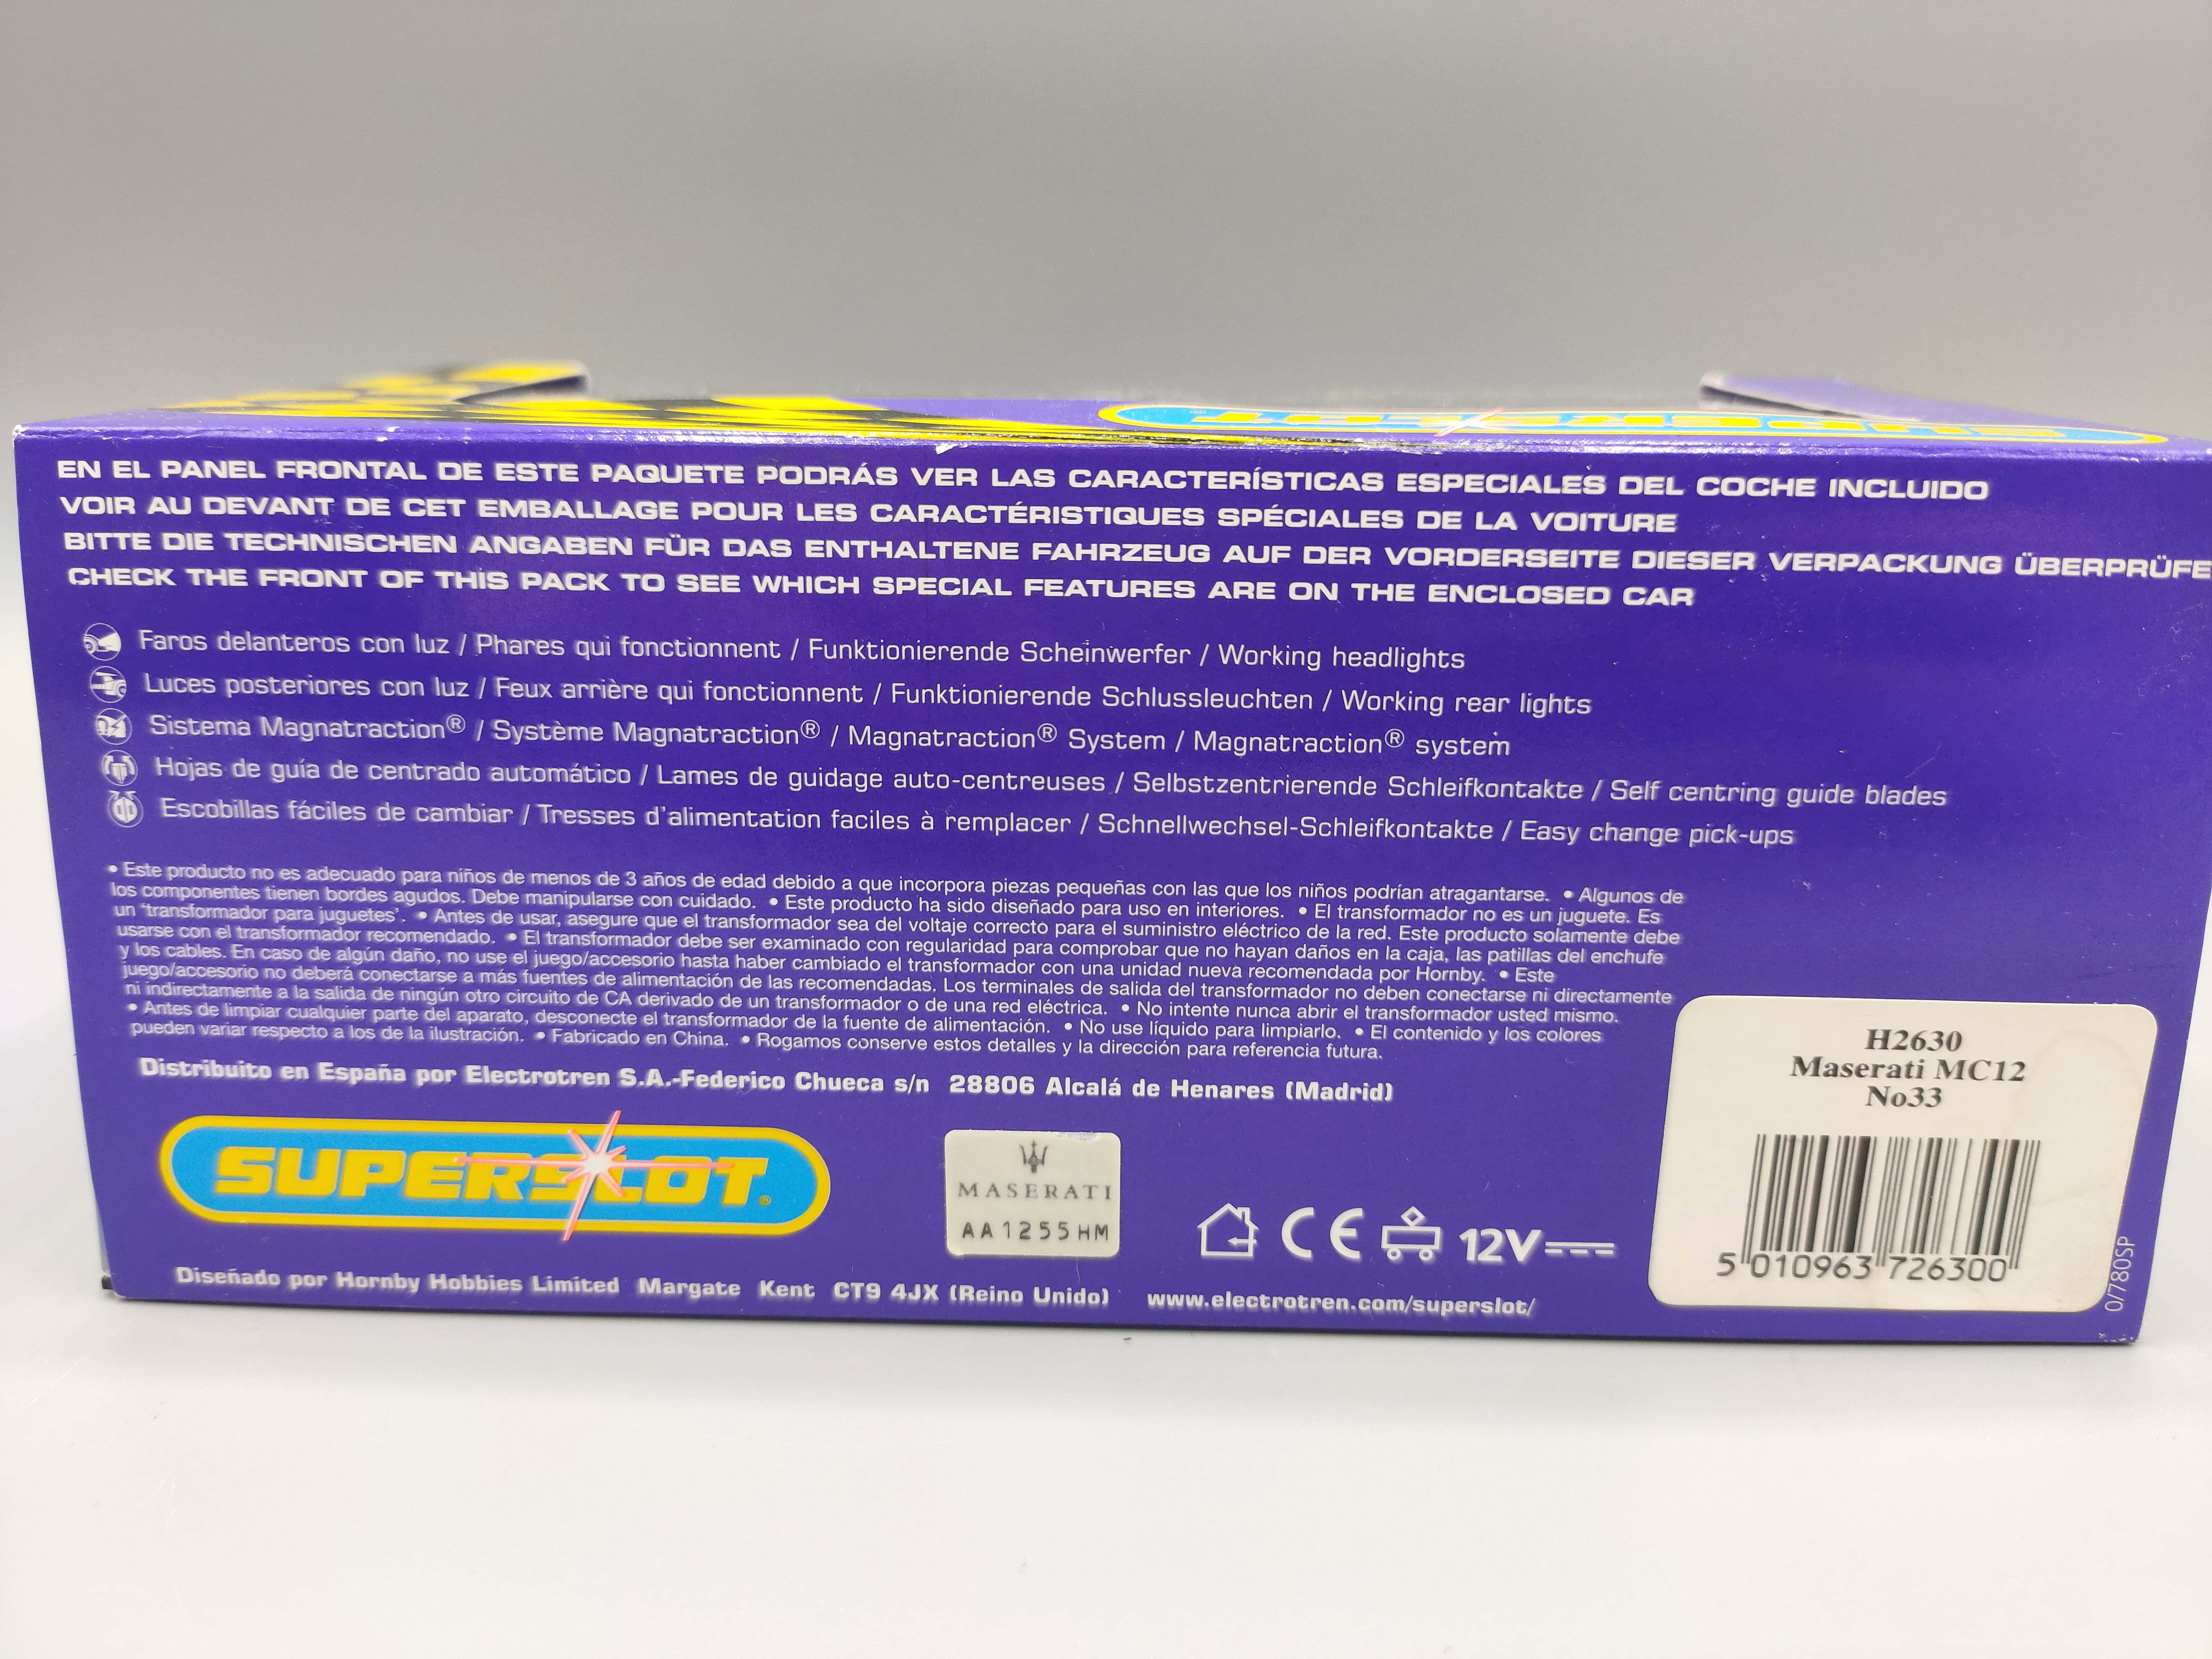 SUPERSLOT
EN EL PANEL FRONTAL DE ESTE PAQUETE PODRÁS VER LAS CARACTERÍSTICAS ESPECIALES DEL COCHE INCLUIDO
VOIR AU DEVANT DE CET EMBALLAGE POUR LES CARACTÉRISTIQUES SPÉCIALES DE LA VOITURE
BITTE DIE TECHNISCHEN ANGABEN FÜR DAS ENTHALTENE FAHRZEUG AUF DER VORDERSEITE DIESER VERPACKUNG ÜBERPRÜFE
CHECK THE FRONT OF THIS PACK TO SEE WHICH SPECIAL FEATURES ARE ON THE ENCLOSED CAR
Faros delanteros con luz / Phares qui fonctionnent / Funktionierende Scheinwerfer / Working headlights
Luces posteriores con luz / Feux arrière qui fonctionnent / Funktionierende Schlussleuchten / Working rear lights
Sistema Magnatraction® / Système Magnatraction® / Magnatraction® System / Magnatraction® system
Hojas de guía de centrado automático / Lames de guidage auto-centreuses / Selbstzentrierende Schleifkontakte / Self centring guide blades
Escobillas fáciles de cambiar / Tresses d'alimentation faciles à remplacer / Schnellwechsel-Schleifkontakte / Easy change pick-ups
• Este producto no es adecuado para niños de menos de 3 años de edad debido a que incorpora piezas pequeñas con las que los niños podrían atragantarse. • Algunos de
los componentes tienen bordes agudos. Debe manipularse con cuidado. • Este producto ha sido diseñado para uso en interiores. • El transformador no es un juguete. Es
un 'transformador para juguetes'. • Antes de usar, asegure que el transformador sea del voltaje correcto para el suministro eléctrico de la red. Este producto solamente debe
usarse con el transformador recomendado. • El transformador debe ser examinado con regularidad para comprobar que no hayan daños en la caja, las patillas del enchufe
y los cables. En caso de algún daño, no use el juego/accesorio hasta haber cambiado el transformador con una unidad nueva recomendada por Hornby. • Este
juego/accesorio no deberá conectarse a más fuentes de alimentación de las recomendadas. Los terminales de salida del transformador no deben conectarse ni directamente
ni indirectamente a la salida de ningún otro circuito de CA derivado de un transformador o de una red eléctrica. • No intente nunca abrir el transformador usted mismo.
• Antes de limpiar cualquier parte del aparato, desconecte el transformador de la fuente de alimentación. • No use líquido para limpiarlo. • El contenido y los colores
pueden variar respecto a los de la ilustración. • Fabricado en China. • Rogamos conserve estos detalles y la dirección para referencia futura.
Distribuito en España por Electrotren S.A.-Federico Chueca s/n 28806 Alcalá de Henares (Madrid)
SUPERSLOT®
MASERATI
AA1255HM
CE 12V
Diseñado por Hornby Hobbies Limited Margate Kent CT9 4JX (Reino Unido) www.electrotren.com/superslot/
H2630
Maserati MC12
No33
5 010963 726300
0/780SP